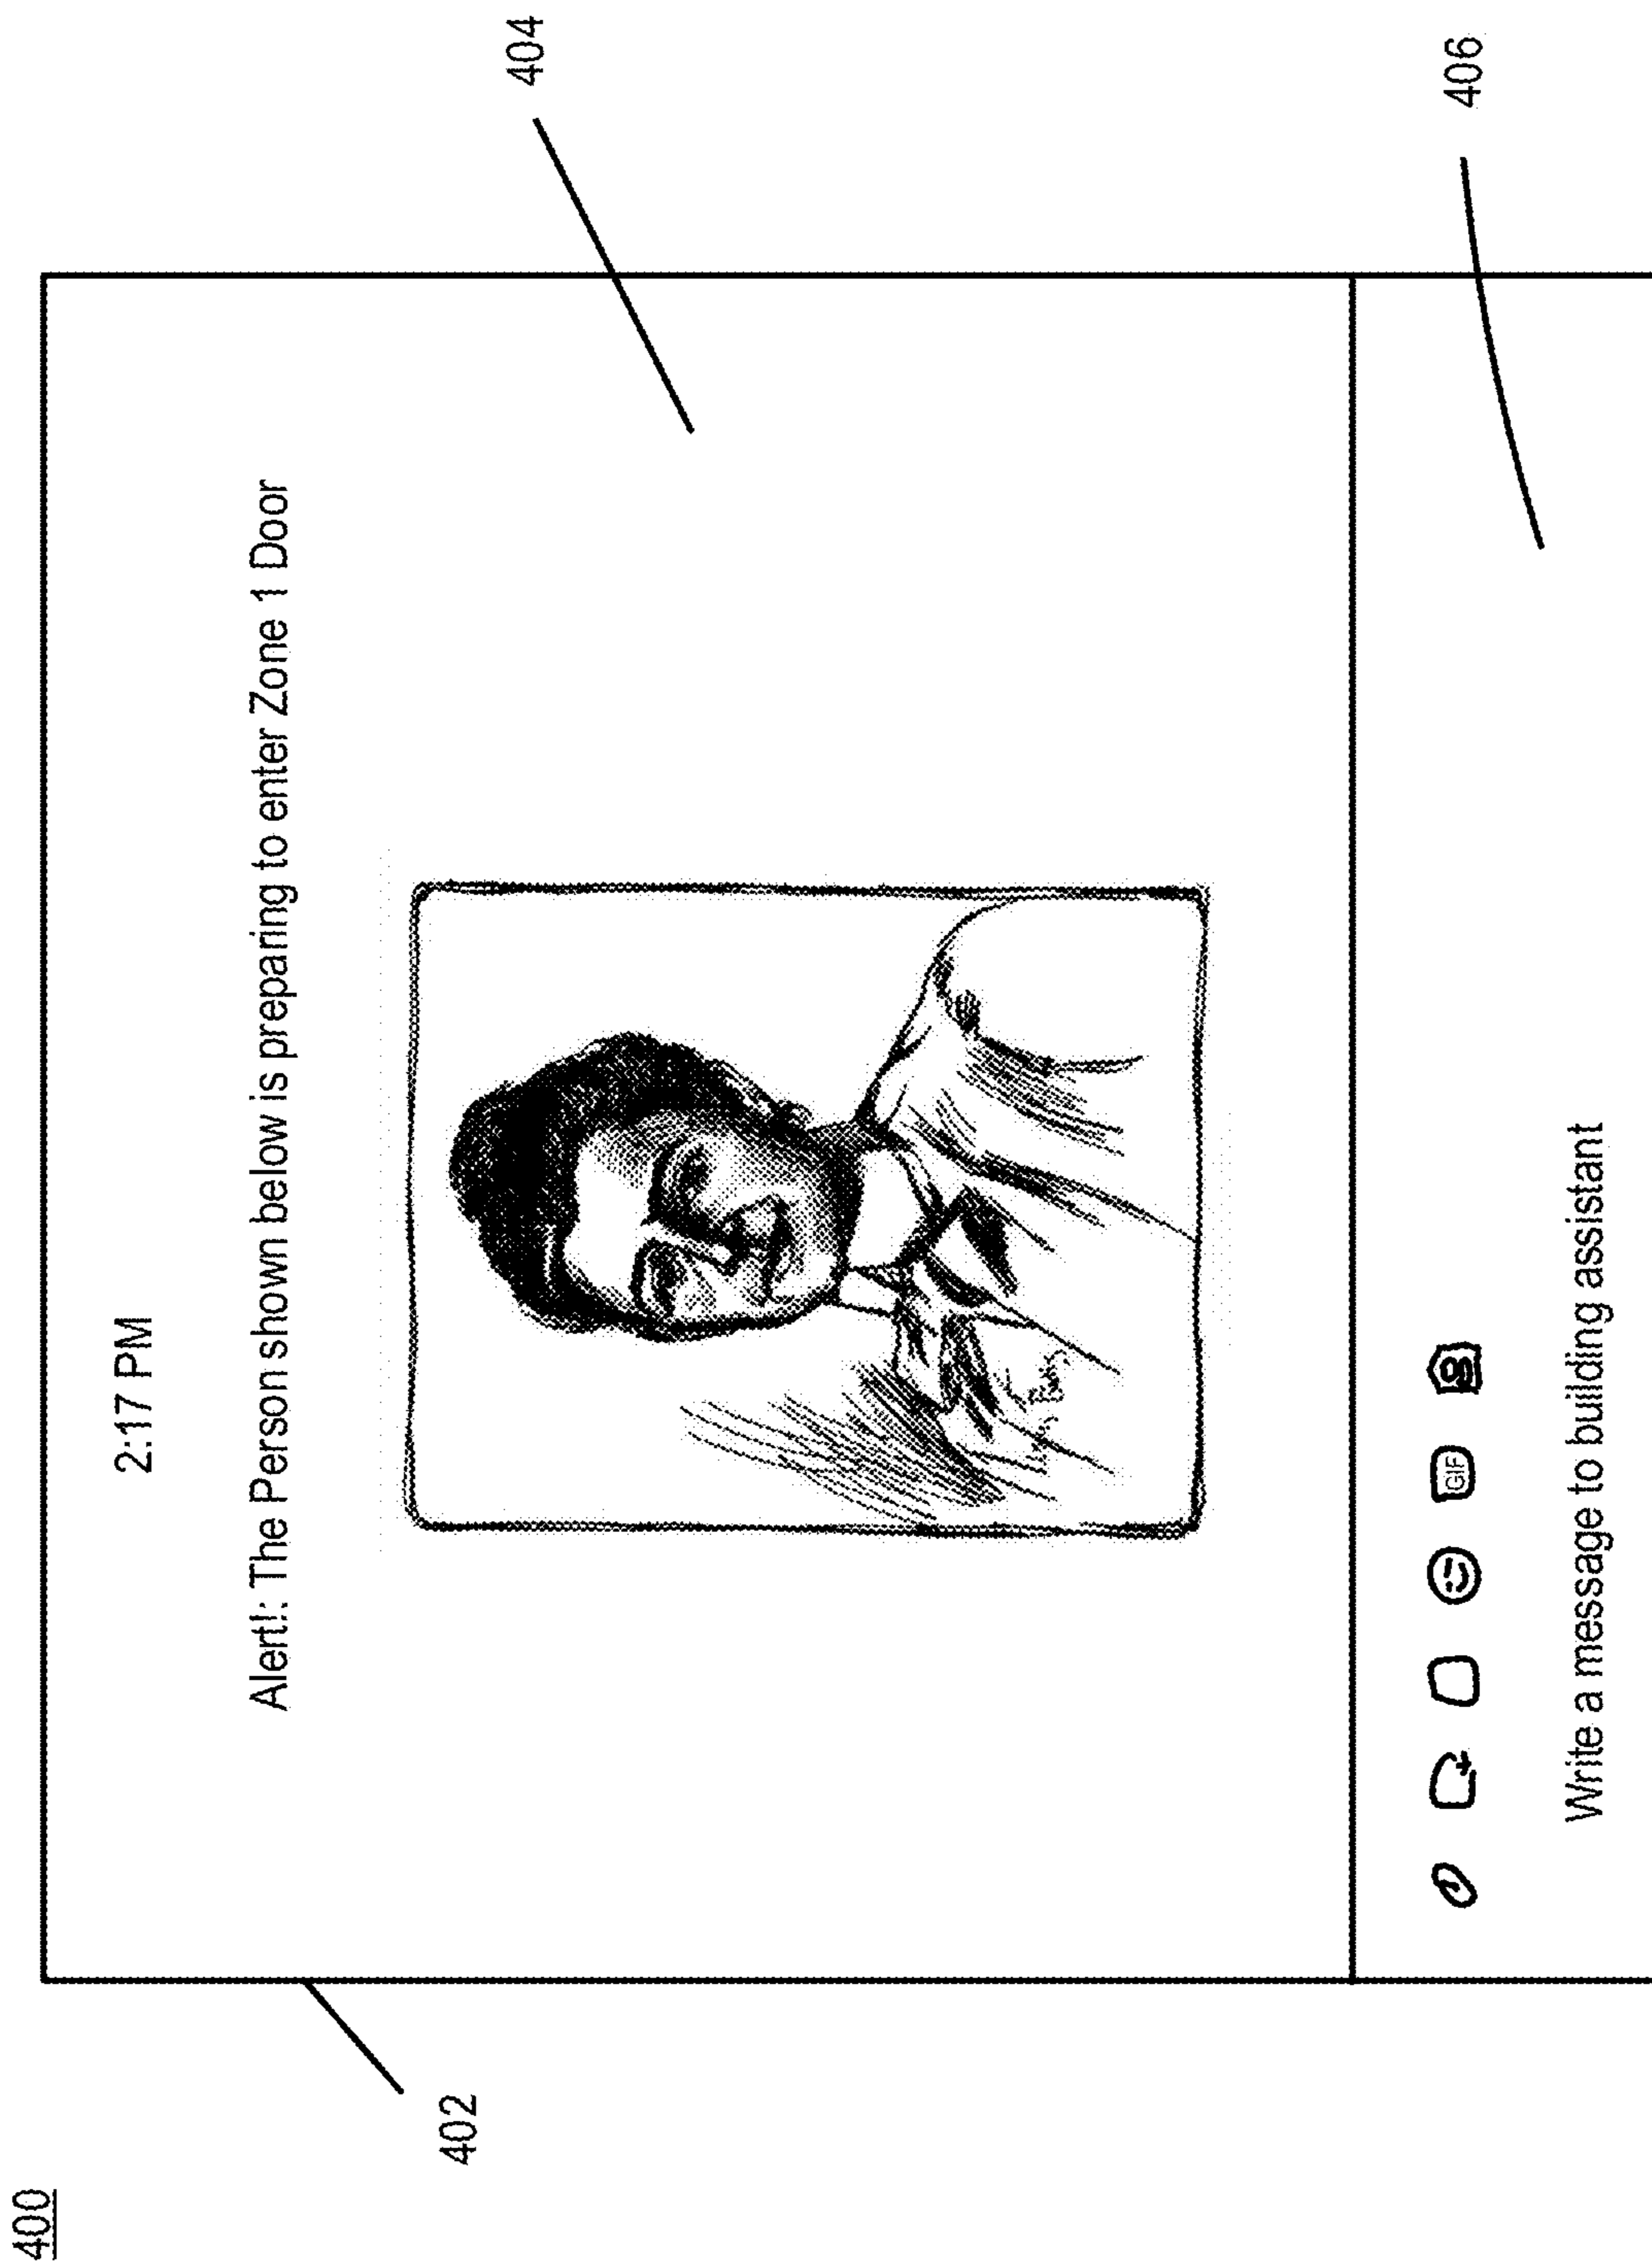 400
402
2:17 PM
Alert!: The Person shown below is preparing to enter Zone 1 Door
404
GIF
406
Write a message to building assistant